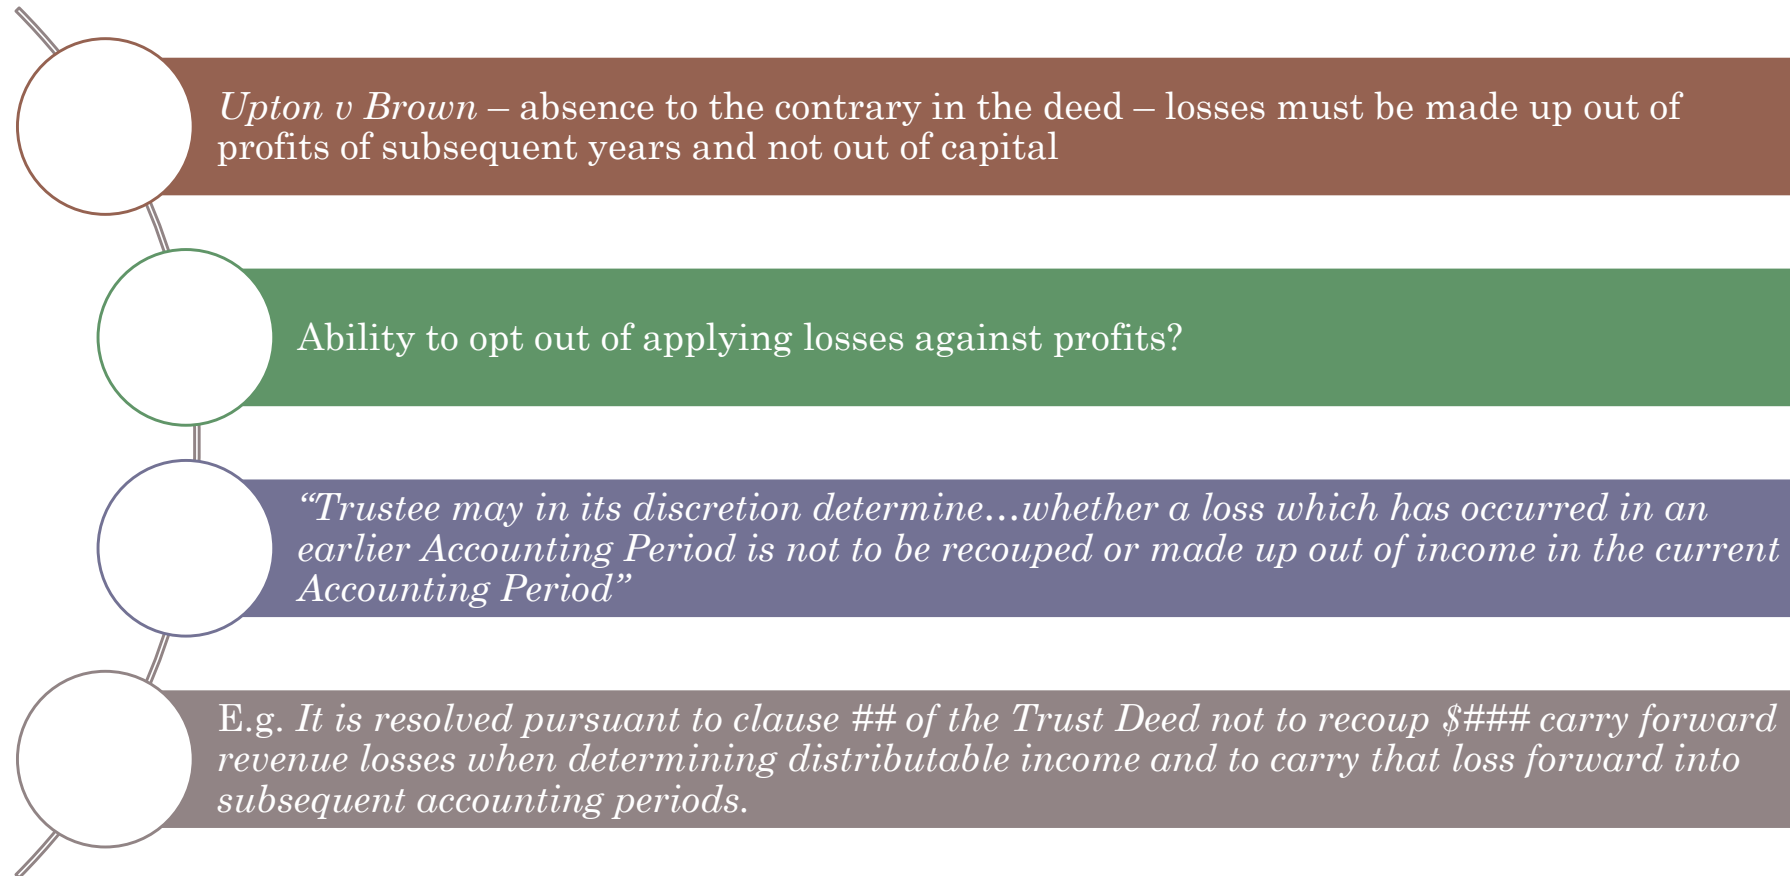 Upton v Brown – absence to the contrary in the deed – losses must be made up out of
profits of subsequent years and not out of capital
Ability to opt out of applying losses against profits?
“Trustee may in its discretion determine…whether a loss which has occurred in an
earlier Accounting Period is not to be recouped or made up out of income in the current
Accounting Period”
E.g. It is resolved pursuant to clause ## of the Trust Deed not to recoup $### carry forward
revenue losses when determining distributable income and to carry that loss forward into
subsequent accounting periods.